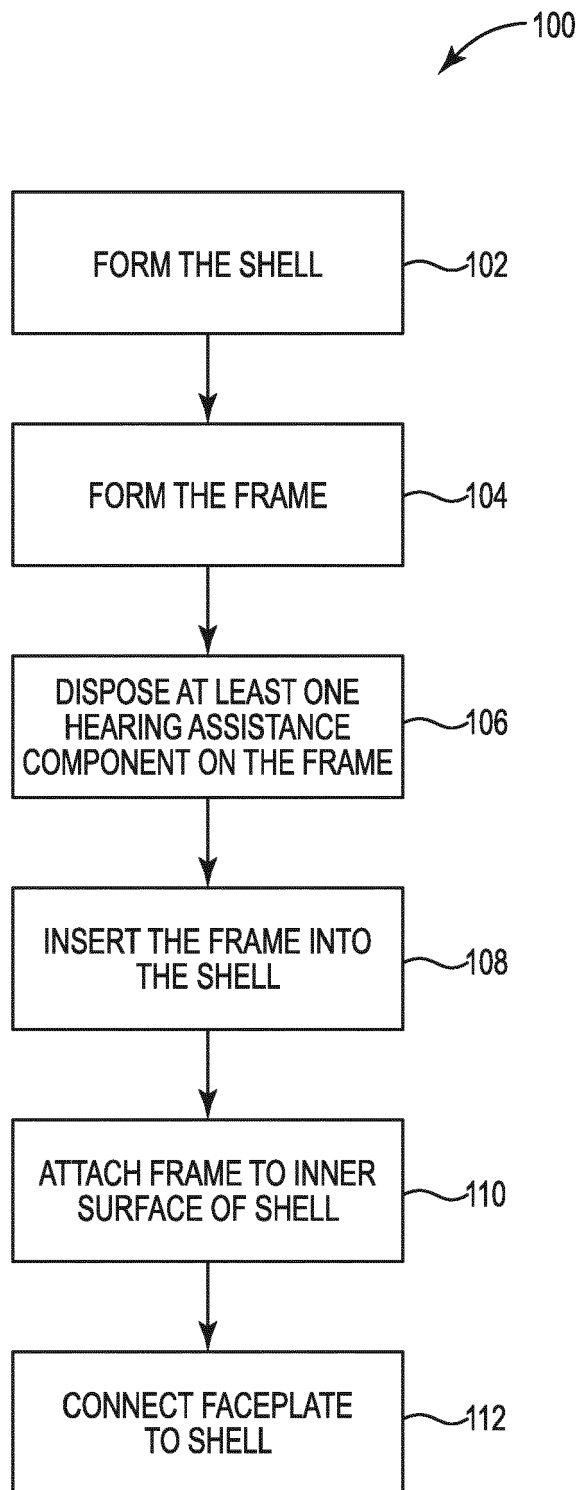 100
FORM THE SHELL
102
FORM THE FRAME
104
DISPOSE AT LEAST ONE
HEARING ASSISTANCE
COMPONENT ON THE FRAME
106
INSERT THE FRAME INTO
THE SHELL
108
ATTACH FRAME TO INNER
SURFACE OF SHELL
110
CONNECT FACEPLATE
TO SHELL
112